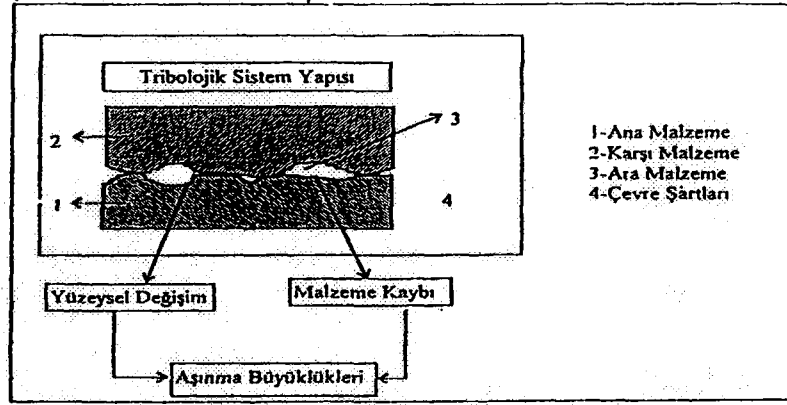 Tribolojik Sistem Yapısı
2
3
1
4
1-Ana Malzeme
2-Karşı Malzeme
3-Ara Malzeme
4-Çevre Şartları
Yüzeysel Değişim
Malzeme Kaybı
Aşınma Büyüklükleri